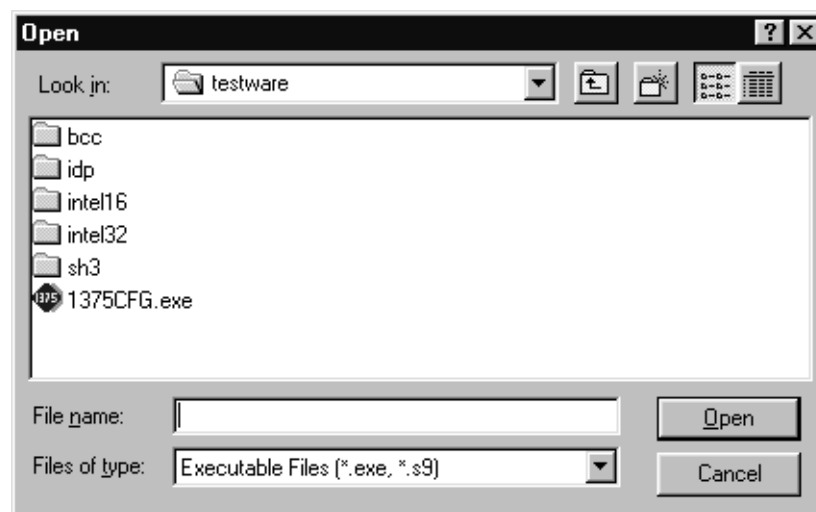 Open
Look in: testware
bcc
idp
intel16
intel32
sh3
1375 1375CFG.exe
File name: Open
Files of type: Executable Files (*.exe, *.s9) Cancel